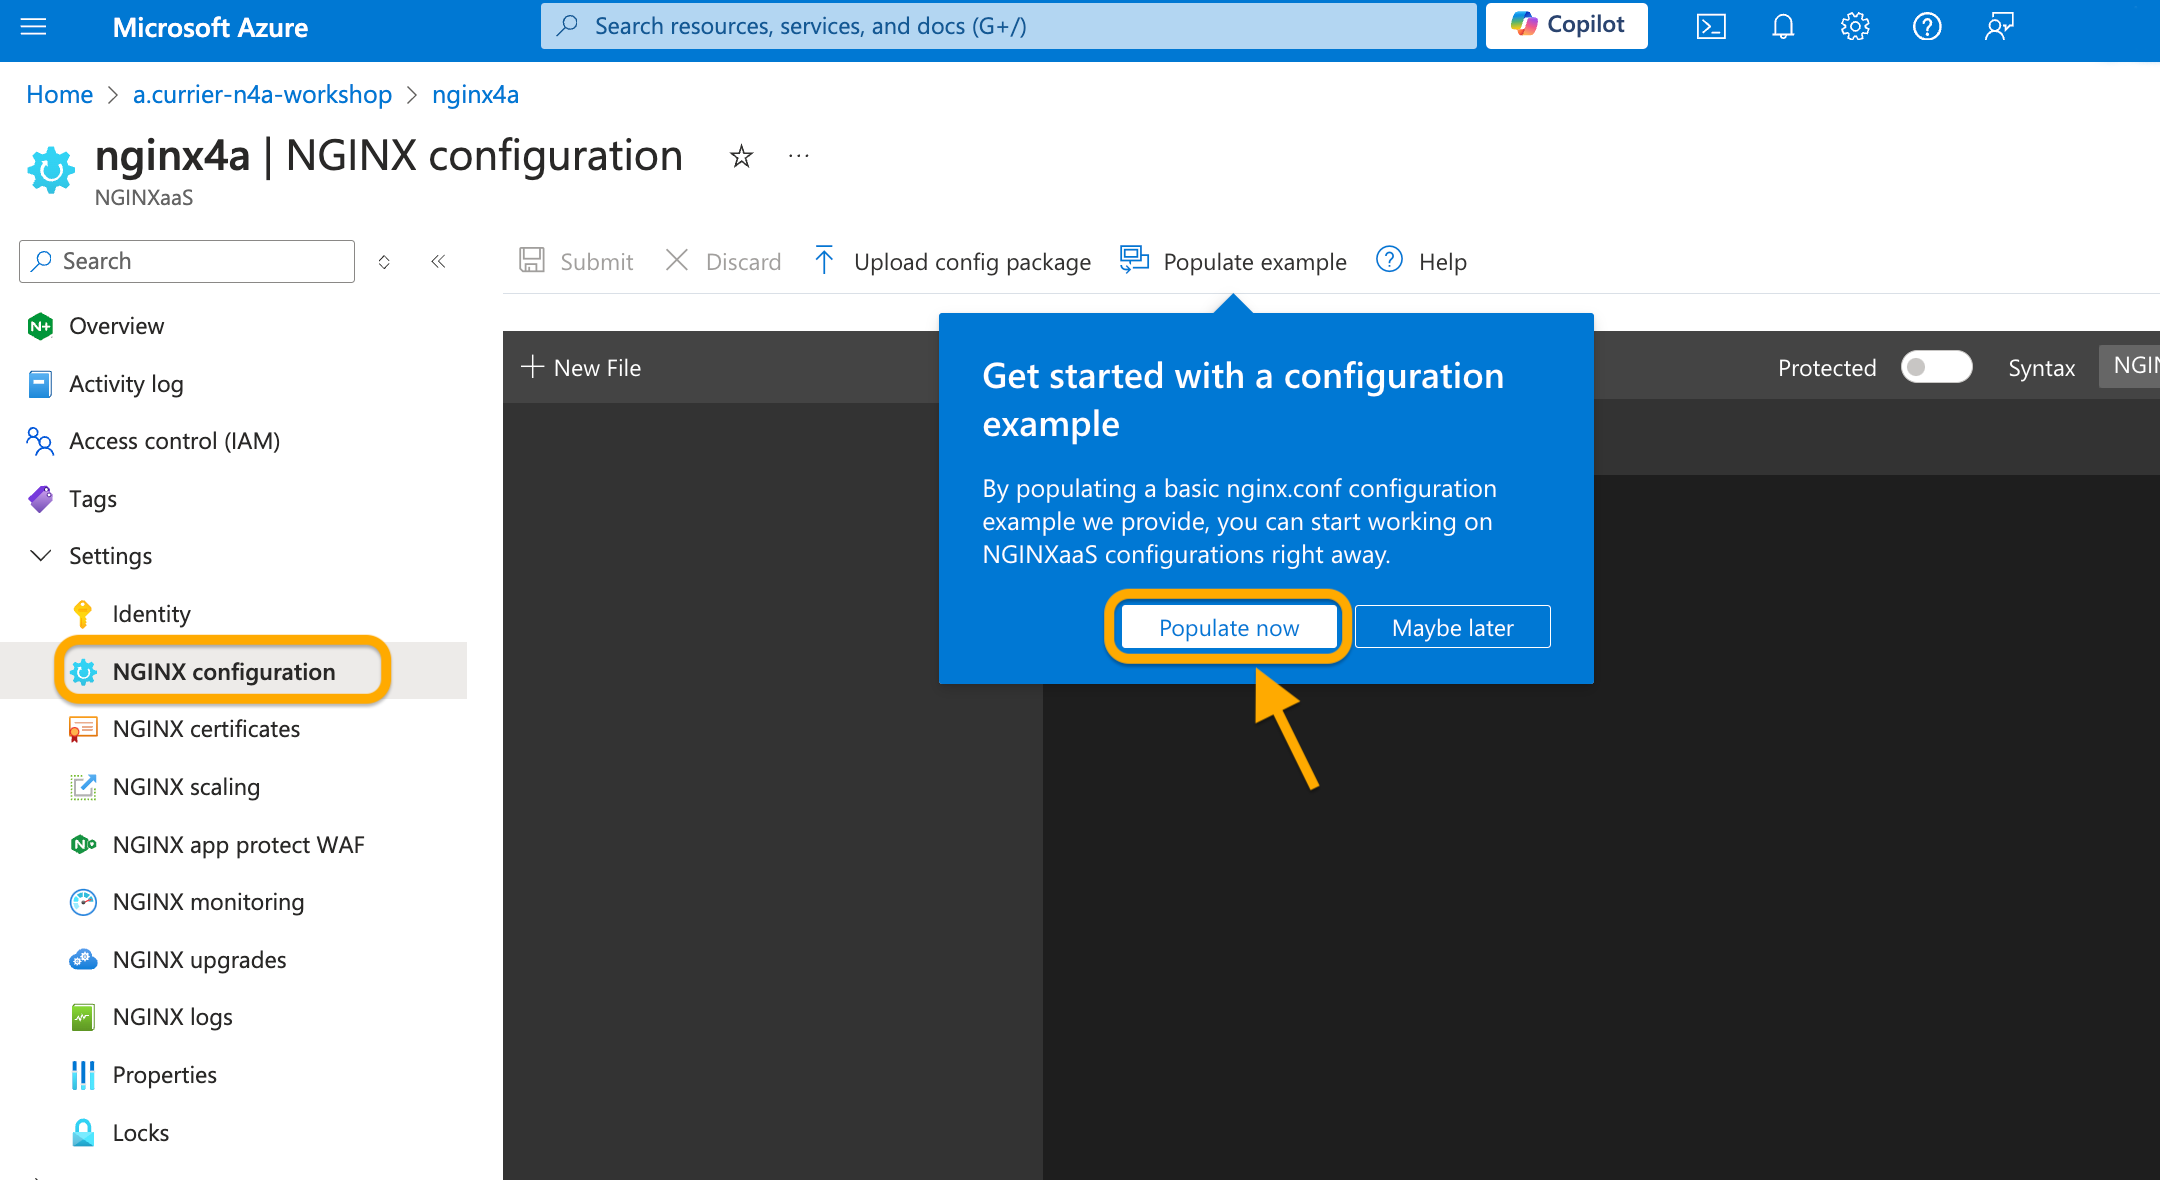 Microsoft Azure
Search resources, services, and docs (G+/)
Copilot
Home > a.currier-n4a-workshop > nginx4a
nginx4a | NGINX configuration
NGINXaaS
Search
Submit
Discard
Upload config package
Populate example
Help
Overview
Activity log
Access control (IAM)
Tags
Settings
Identity
NGINX configuration
NGINX certificates
NGINX scaling
NGINX app protect WAF
NGINX monitoring
NGINX upgrades
NGINX logs
Properties
Locks
New File
Protected
Syntax
NGIN
Get started with a configuration
example
By populating a basic nginx.conf configuration
example we provide, you can start working on
NGINXaaS configurations right away.
Populate now
Maybe later